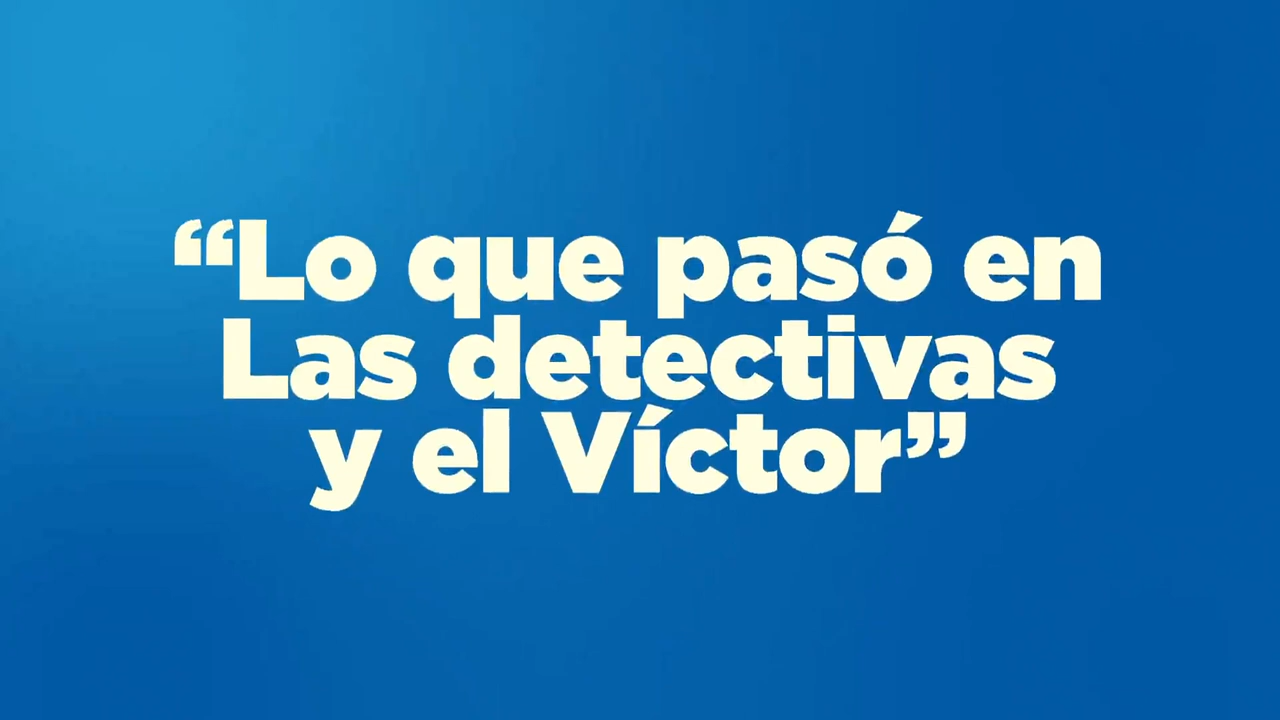 “Lo que pasó en
Las detectivas
y el Víctor”